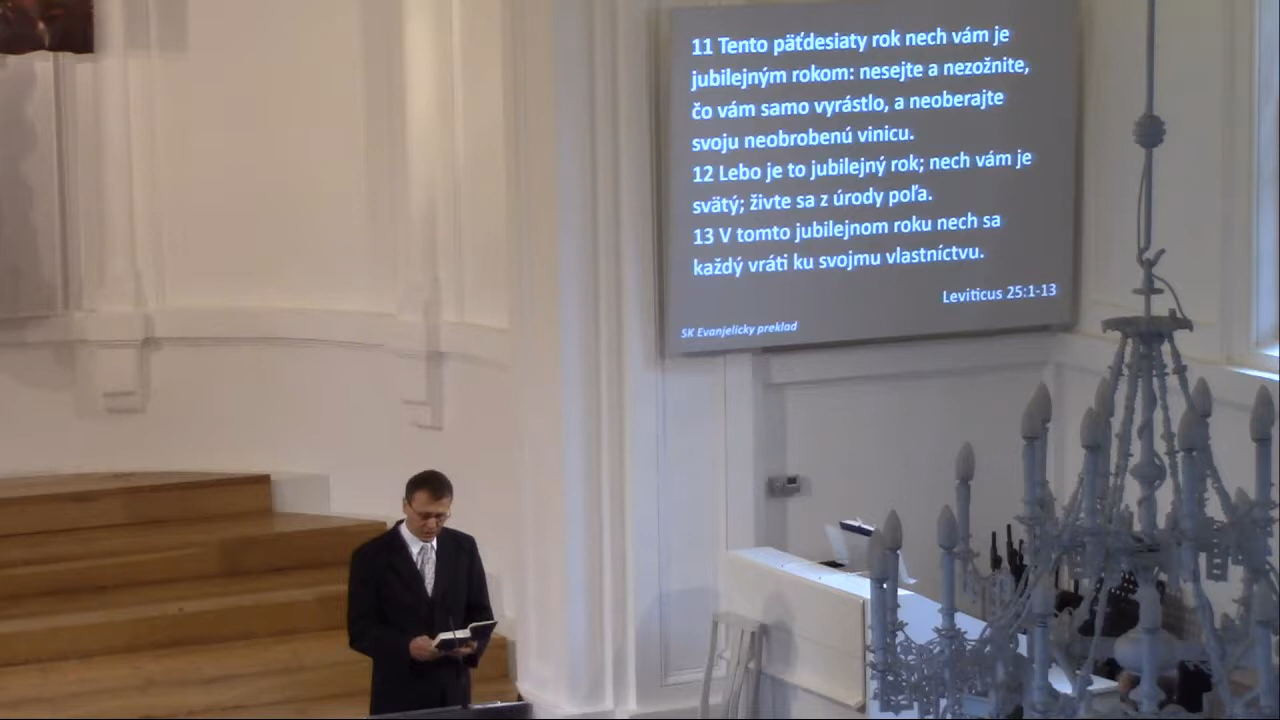 11 Tento päťdesiaty rok nech vám je
jubilejným rokom: nesejte a nezožnite,
čo vám samo vyrástlo, a neoberajte
svoju neobrobenú vinicu.
12 Lebo je to jubilejný rok; nech vám je
svätý; živte sa z úrody poľa.
13 V tomto jubilejnom roku nech sa
každý vráti ku svojmu vlastníctvu.
Leviticus 25:1-13
SK Evanjelicky preklad